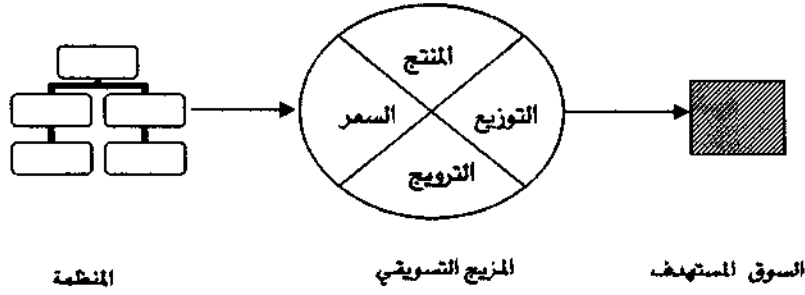 المنتج
التوزيع
السعر
الترويج
السوق المستهدف
المزيج التسويقي
المنظمة